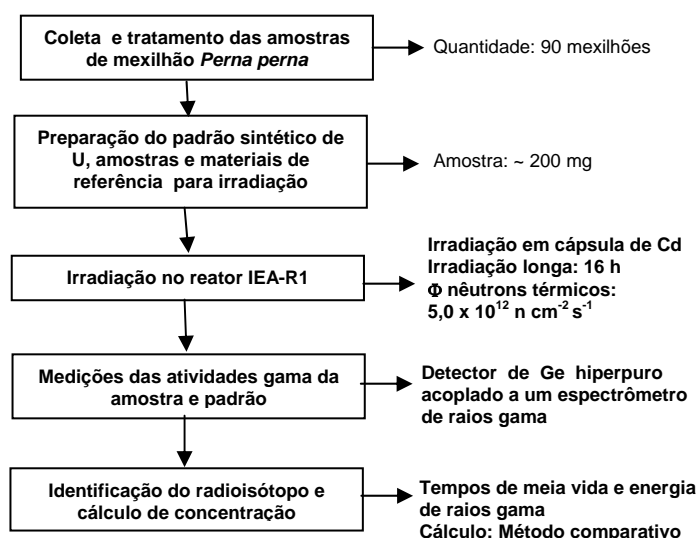 Coleta e tratamento das amostras
de mexilhão Perna perna
Quantidade: 90 mexilhões
Preparação do padrão sintético de
U, amostras e materiais de
referência para irradiação
Amostra: ~ 200 mg
Irradiação no reator IEA-R1
Irradiação em cápsula de Cd
Irradiação longa: 16 h
Φ nêutrons térmicos:
5,0 x 10¹² n cm⁻² s⁻¹
Medições das atividades gama da
amostra e padrão
Detector de Ge hiperpuro
acoplado a um espectrômetro
de raios gama
Identificação do radioisótopo e
cálculo de concentração
Tempos de meia vida e energia
de raios gama
Cálculo: Método comparativo